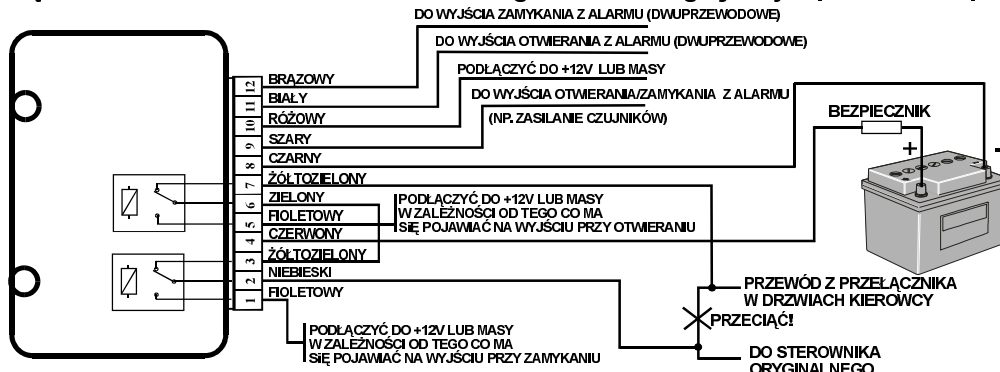 DO WYJŚCIA ZAMYKANIA Z ALARMU (DWUPRZEWODOWE)
DO WYJŚCIA OTWIERANIA Z ALARMU (DWUPRZEWODOWE)
PODŁĄCZYĆ DO +12V LUB MASY
DO WYJŚCIA OTWIERANIA/ZAMYKANIA Z ALARMU
(NP. ZASILANIE CZUJNIKÓW)
12 BRĄZOWY
11 BIAŁY
10 RÓŻOWY
9 SZARY
8 CZARNY
7 ŻÓŁTOZIELONY
6 ZIELONY
5 FIOLETOWY
4 CZERWONY
3 ŻÓŁTOZIELONY
2 NIEBIESKI
1 FIOLETOWY
BEZPIECZNIK
+
-
PODŁĄCZYĆ DO +12V LUB MASY
W ZALEŻNOŚCI OD TEGO CO MA
SIĘ POJAWIAĆ NA WYJŚCIU PRZY OTWIERANIU
PRZEWÓD Z PRZEŁĄCZNIKA
W DRZWIACH KIEROWCY
PRZECIĄĆ!
PODŁĄCZYĆ DO +12V LUB MASY
W ZALEŻNOŚCI OD TEGO CO MA
SIĘ POJAWIAĆ NA WYJŚCIU PRZY ZAMYKANIU
DO STEROWNIKA
ORYGINALNEGO